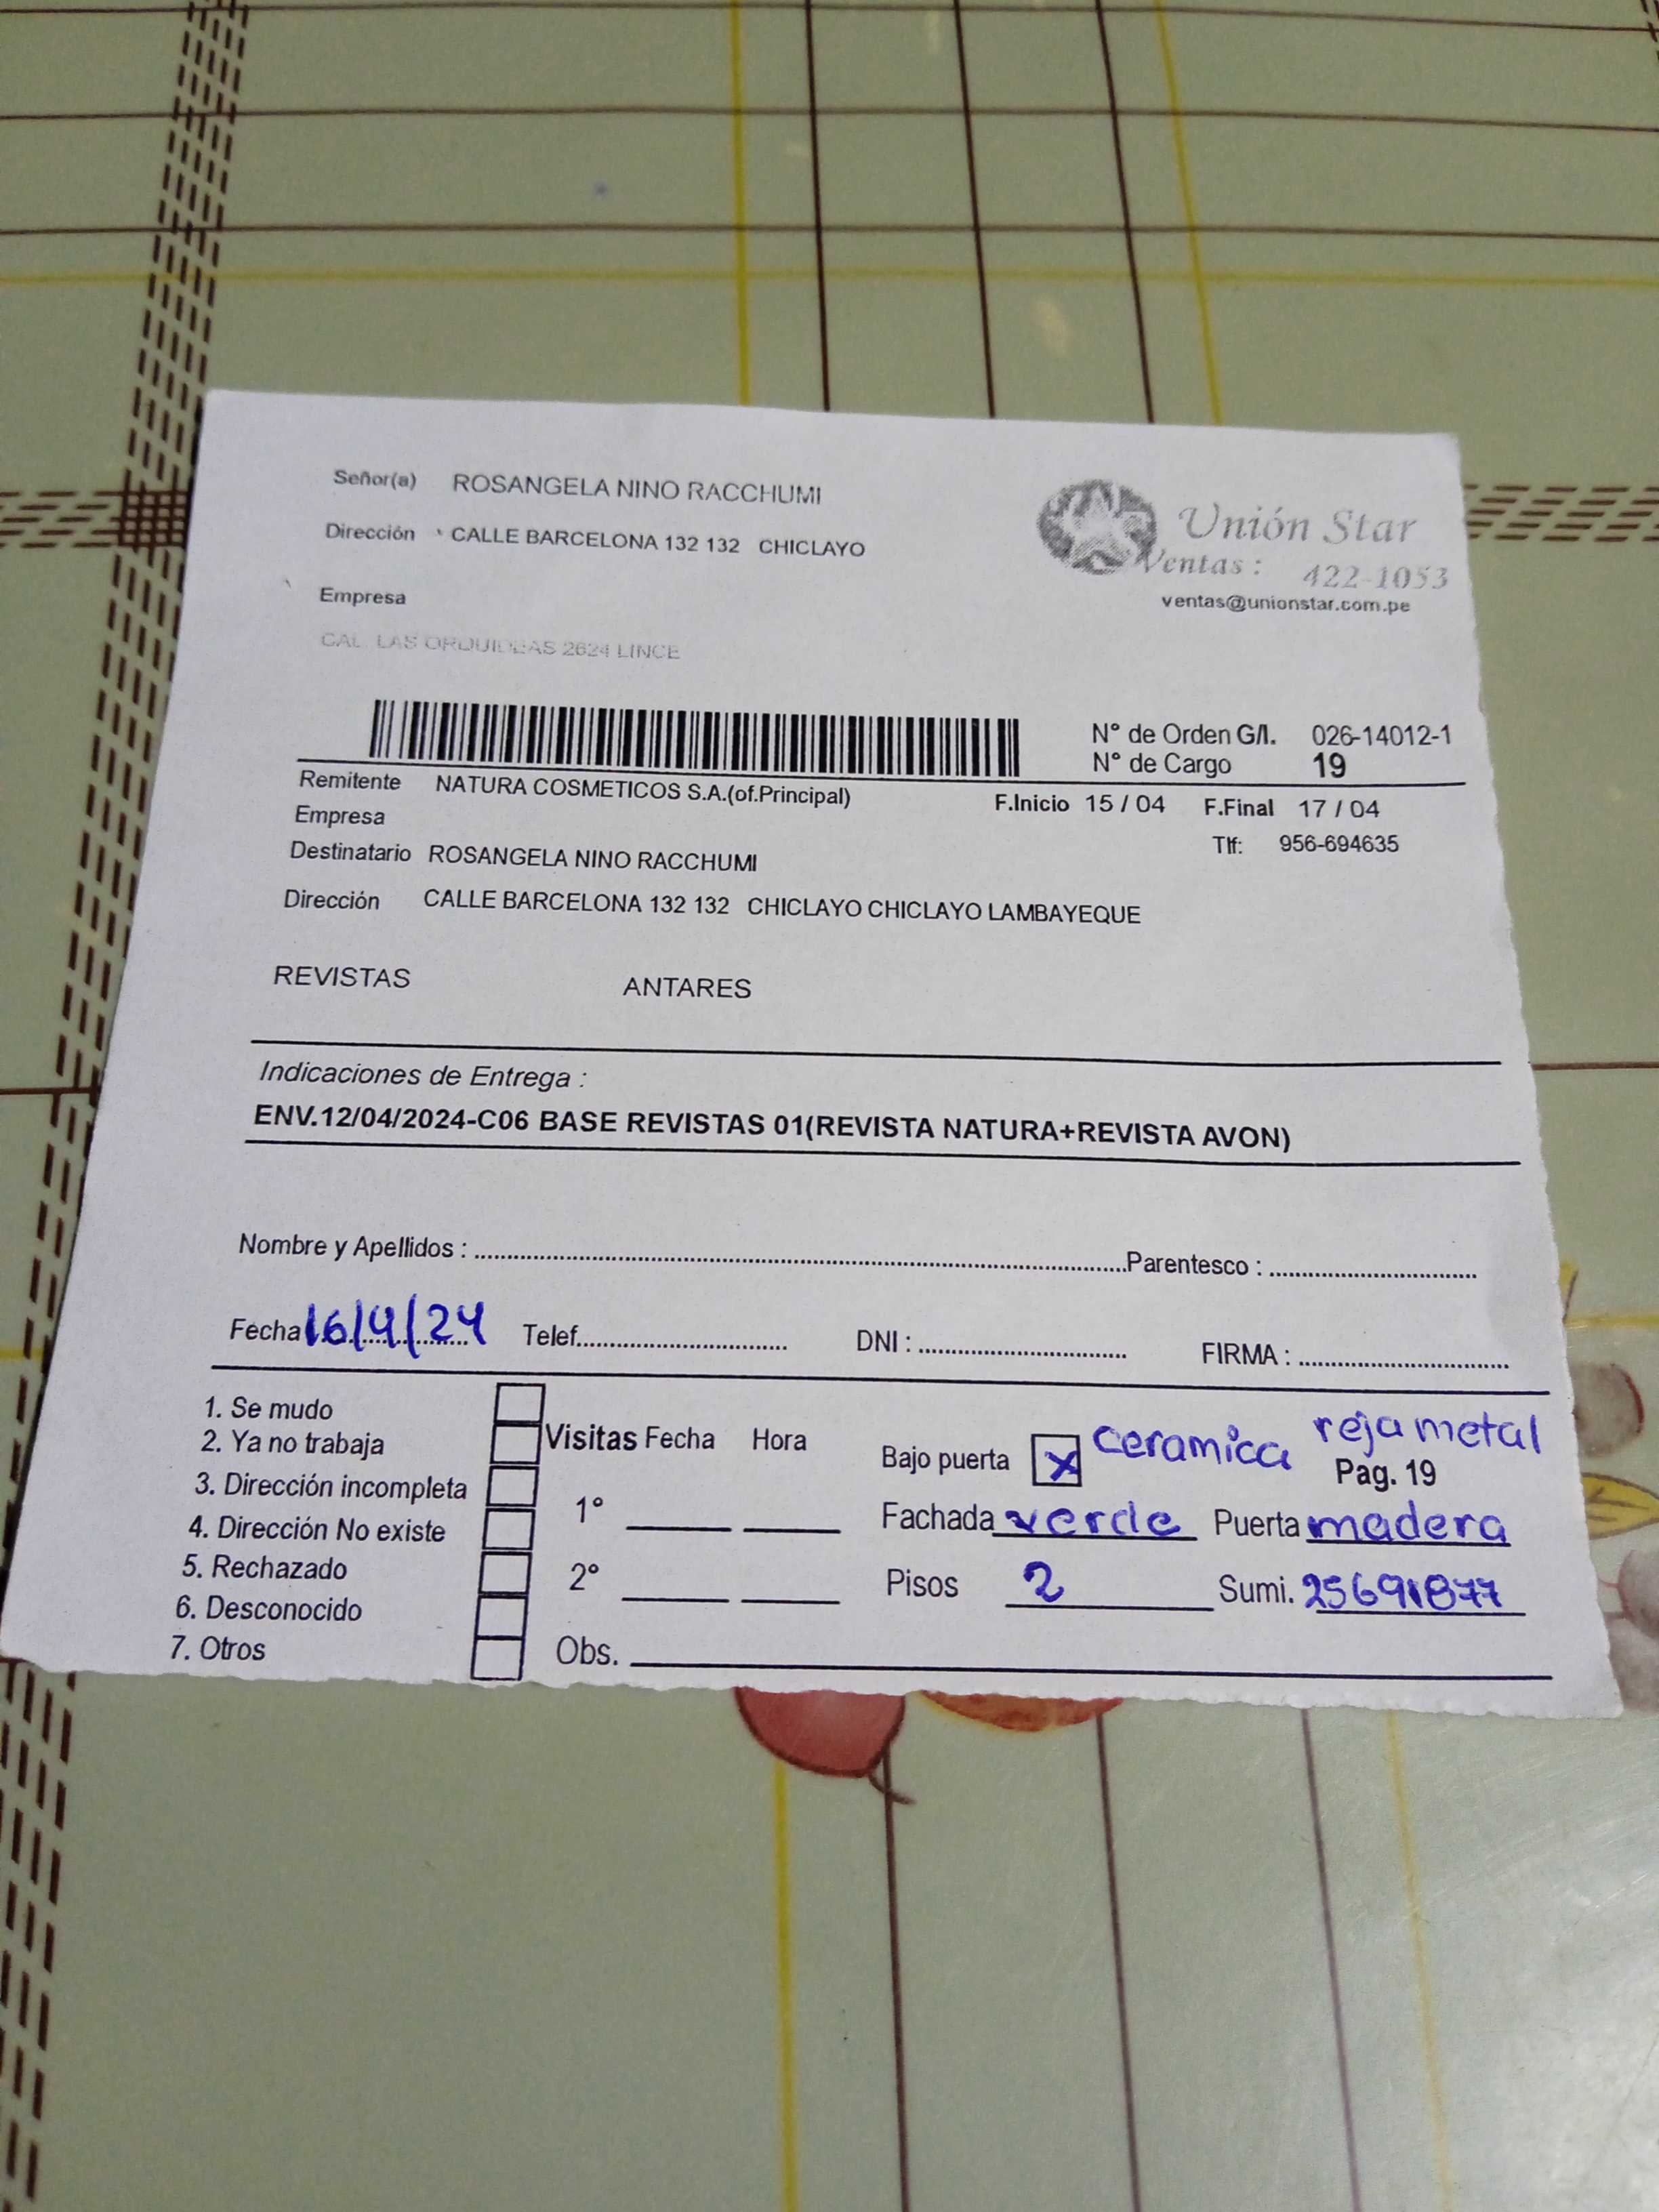 Señor(a) ROSANGELA NINO RACCHUMI
Dirección CALLE BARCELONA 132 132 CHICLAYO
Empresa
CAL. LAS ORQUIDEAS 2624 LINCE
Unión Star
Ventas : 422-1053
ventas@unionstar.com.pe
N° de Orden G/I. 026-14012-1
N° de Cargo 19
Remitente NATURA COSMETICOS S.A.(of.Principal) F.Inicio 15 / 04 F.Final 17 / 04
Empresa
Tlf: 956-694635
Destinatario ROSANGELA NINO RACCHUMI
Dirección CALLE BARCELONA 132 132 CHICLAYO CHICLAYO LAMBAYEQUE
REVISTAS ANTARES
Indicaciones de Entrega :
ENV.12/04/2024-C06 BASE REVISTAS 01(REVISTA NATURA+REVISTA AVON)
Nombre y Apellidos : Parentesco :
Fecha 16/4/24 Telef. DNI : FIRMA :
1. Se mudo
2. Ya no trabaja
3. Dirección incompleta
4. Dirección No existe
5. Rechazado
6. Desconocido
7. Otros
Visitas Fecha Hora
1°
2°
Obs.
Bajo puerta x ceramica reja metal
Pag. 19
Fachada verde Puerta madera
Pisos 2 Sumi. 25691877